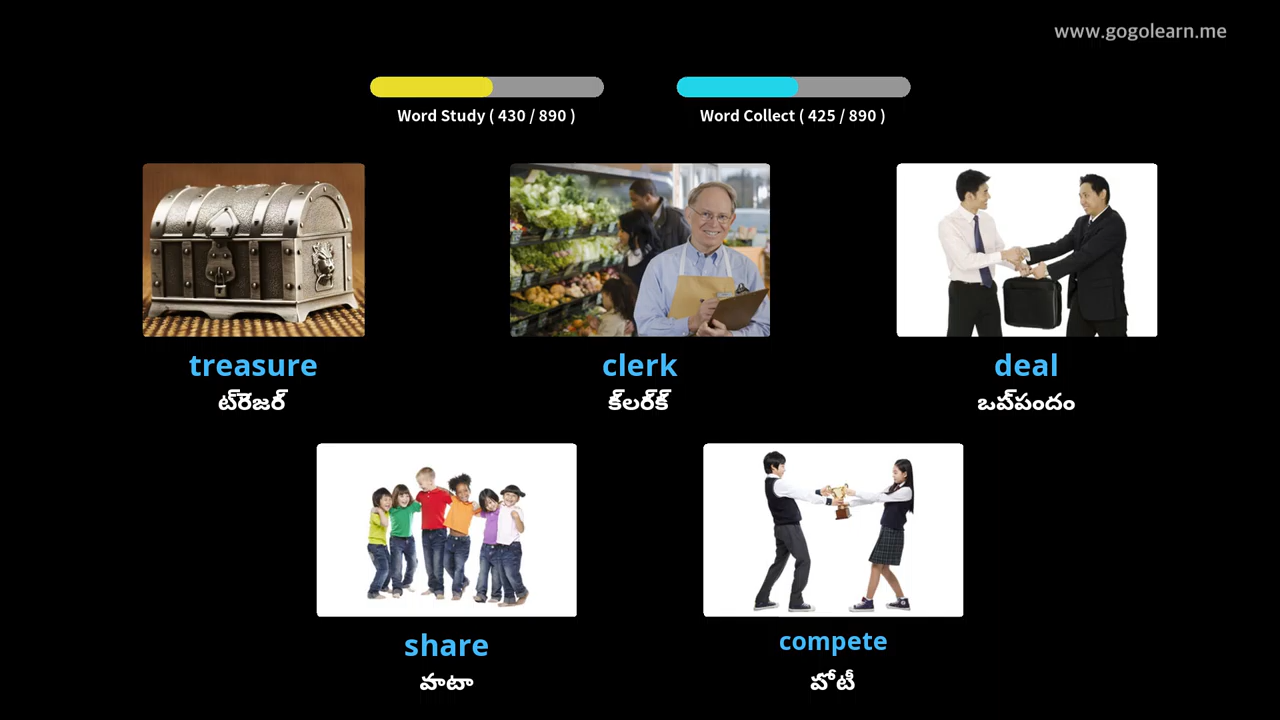 www.gogolearn.me
Word Study ( 430 / 890 )
Word Collect ( 425 / 890 )
treasure
ట్రెజర్
clerk
క్లర్క్
deal
ఒప్పందం
share
వాటా
compete
పోటీ